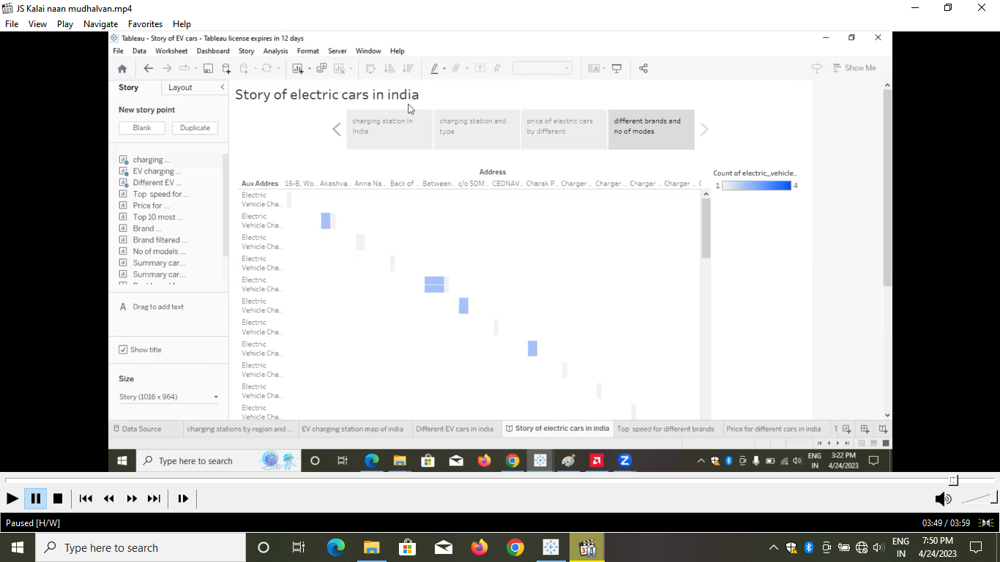 JS Kalai naan mudhalvan.mp4
File View Play Navigate Favorites Help
Tableau - Story of EV cars - Tableau license expires in 12 days
File Data Worksheet Dashboard Story Analysis Format Server Window Help
Show Me
Story Layout
New story point
Blank Duplicate
charging ...
EV charging ...
Different EV ...
Top speed for...
Price for ...
Top 10 most ...
Brand ...
Brand filtered ...
No of models ...
Summary car...
Summary car...
A Drag to add text
Show title
Size
Story (1016 x 964)
Story of electric cars in india
charging station in
India
charging station and
type
price of electric cars
by different
different brands and
no of modes
Address
Aux Addres 16-B, Wo.. Akashva.. Anna Na.. Back of .. Between.. c/o SDM.. CBDNAV.. Charak P.. Charger .. Charger .. Charger .. Charger ..
Electric
Vehicle Cha..
Electric
Vehicle Cha..
Electric
Vehicle Cha..
Electric
Vehicle Cha..
Electric
Vehicle Cha..
Electric
Vehicle Cha..
Electric
Vehicle Cha..
Electric
Vehicle Cha..
Electric
Vehicle Cha..
Electric
Vehicle Cha..
Electric
Vehicle Cha..
Count of electric_vehicle..
1 4
Data Source charging stations by region and ... EV charging station map of india Different EV cars in india Story of electric cars in india Top speed for different brands Price for different cars in india
Type here to search
ENG
IN
3:22 PM
4/24/2023
Paused [H/W]
03:49 / 03:59
Type here to search
ENG
IN
7:50 PM
4/24/2023